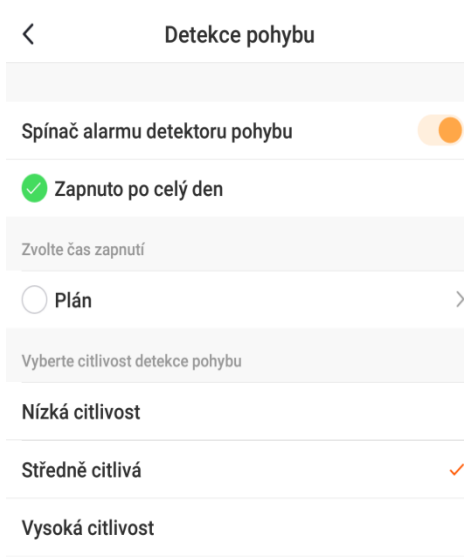 Detekce pohybu
Spínač alarmu detektoru pohybu
Zapnuto po celý den
Zvolte čas zapnutí
Plán
Vyberte citlivost detekce pohybu
Nízká citlivost
Středně citlivá
Vysoká citlivost